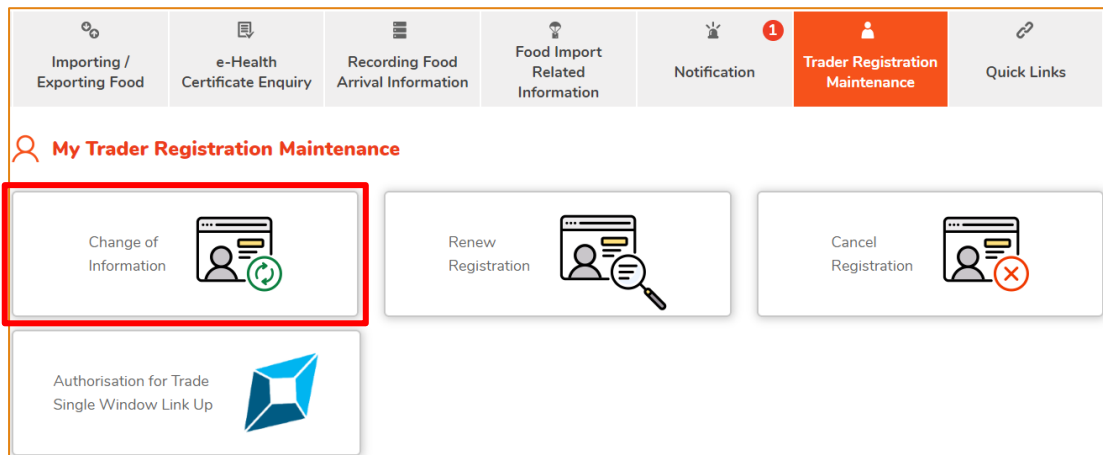 Importing /
Exporting Food
e-Health
Certificate Enquiry
Recording Food
Arrival Information
Food Import
Related
Information
1
Notification
Trader Registration
Maintenance
Quick Links
My Trader Registration Maintenance
Change of
Information
Renew
Registration
Cancel
Registration
Authorisation for Trade
Single Window Link Up